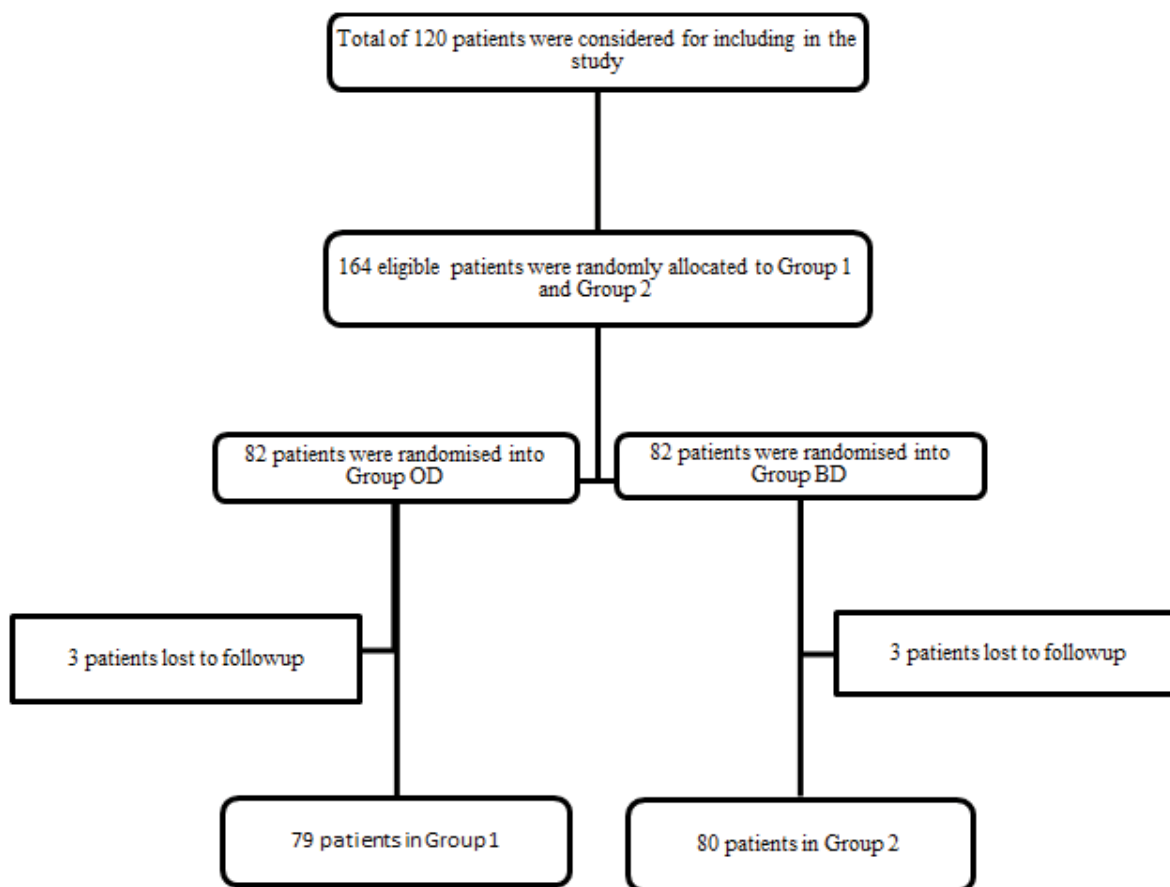 Total of 120 patients were considered for including in the
study
164 eligible patients were randomly allocated to Group 1
and Group 2
82 patients were randomised into
Group OD
82 patients were randomised into
Group BD
3 patients lost to followup
3 patients lost to followup
79 patients in Group 1
80 patients in Group 2